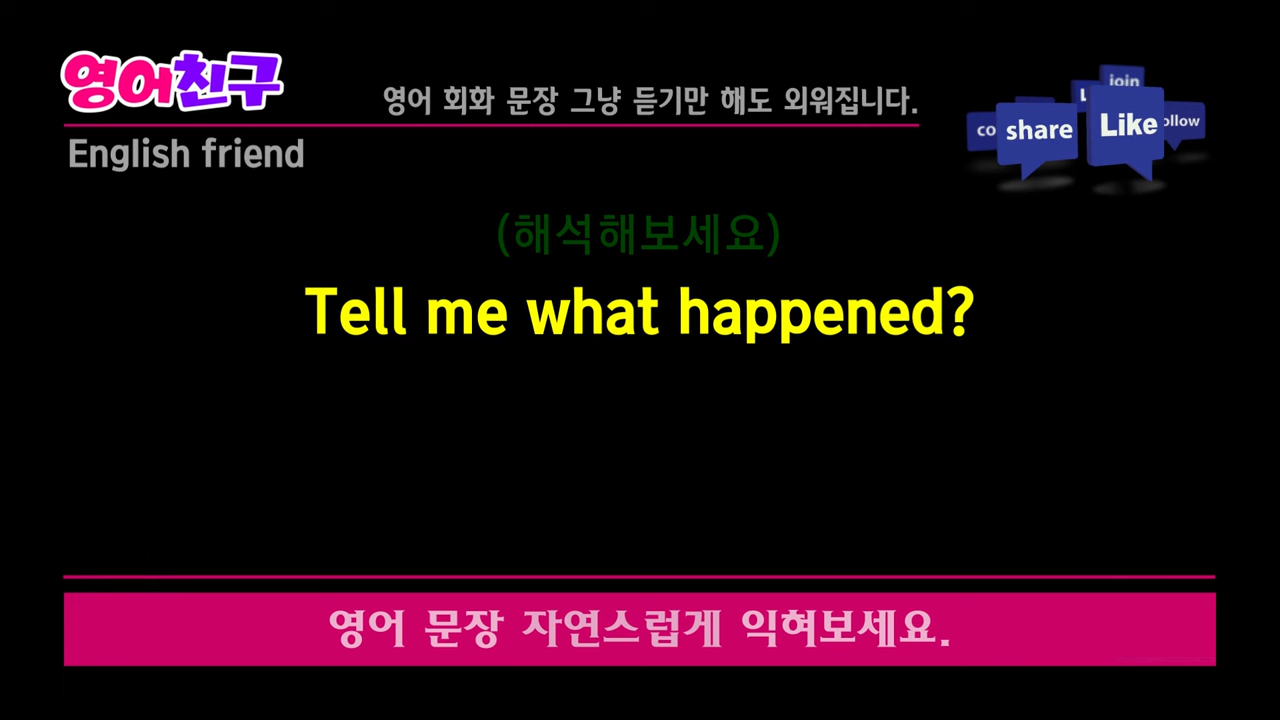 영어친구
영어 회화 문장 그냥 듣기만 해도 외워집니다.
English friend
join
share
Like
(해석해보세요)
Tell me what happened?
영어 문장 자연스럽게 익혀보세요.